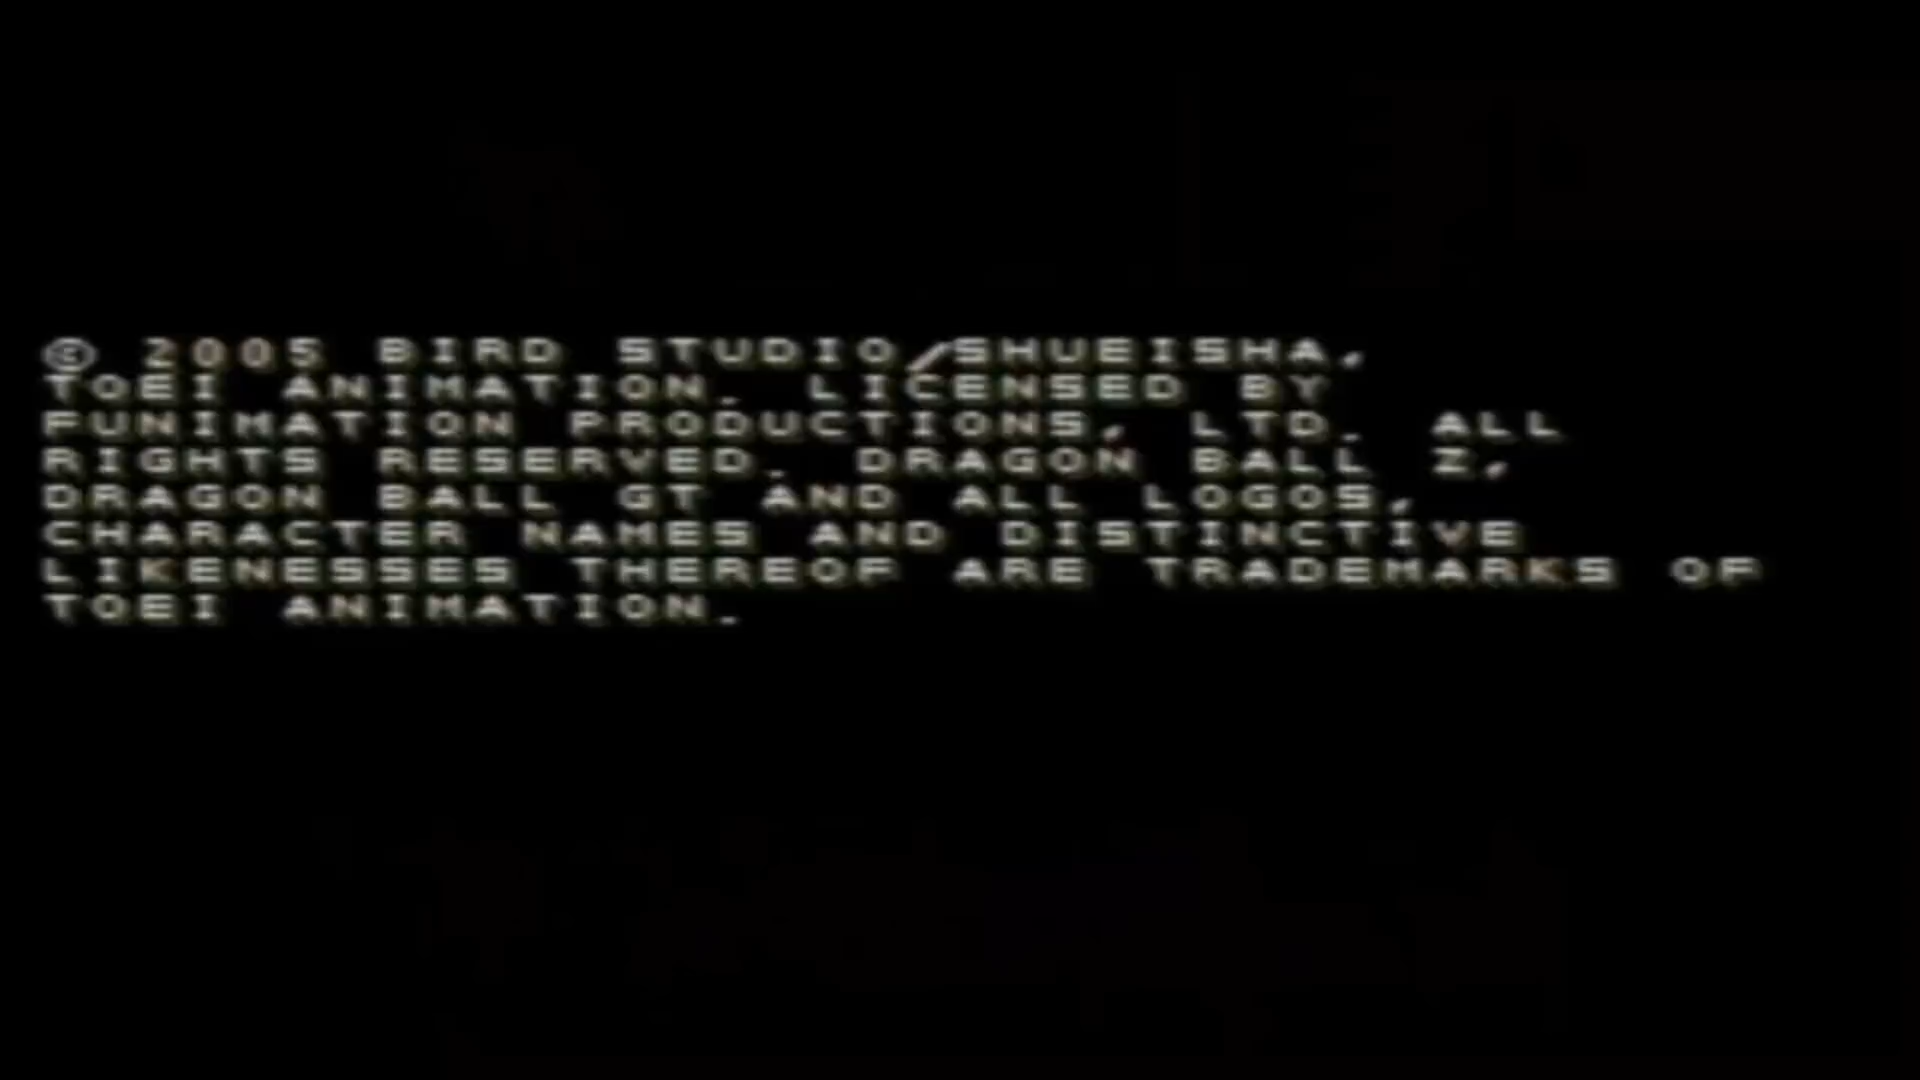 © 2005 BIRD STUDIO/SHUEISHA,
TOEI ANIMATION. LICENSED BY
FUNIMATION PRODUCTIONS, LTD. ALL
RIGHTS RESERVED. DRAGON BALL Z,
DRAGON BALL GT AND ALL LOGOS,
CHARACTER NAMES AND DISTINCTIVE
LIKENESSES THEREOF ARE TRADEMARKS OF
TOEI ANIMATION.